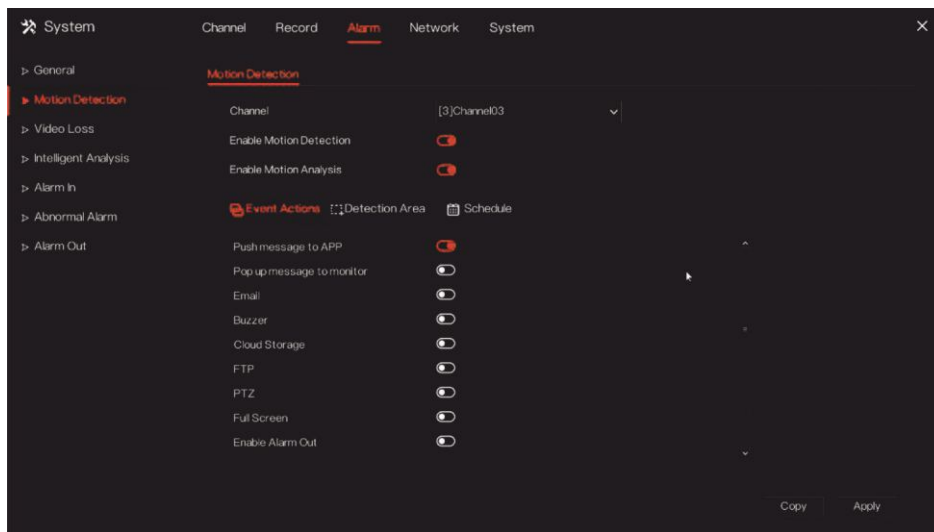 System
Channel Record Alarm Network System
General
Motion Detection
Video Loss
Intelligent Analysis
Alarm In
Abnormal Alarm
Alarm Out
Motion Detection
Channel [3]Channel03
Enable Motion Detection
Enable Motion Analysis
Event Actions Detection Area Schedule
Push message to APP
Pop up message to monitor
Email
Buzzer
Cloud Storage
FTP
PTZ
Full Screen
Enable Alarm Out
Copy Apply